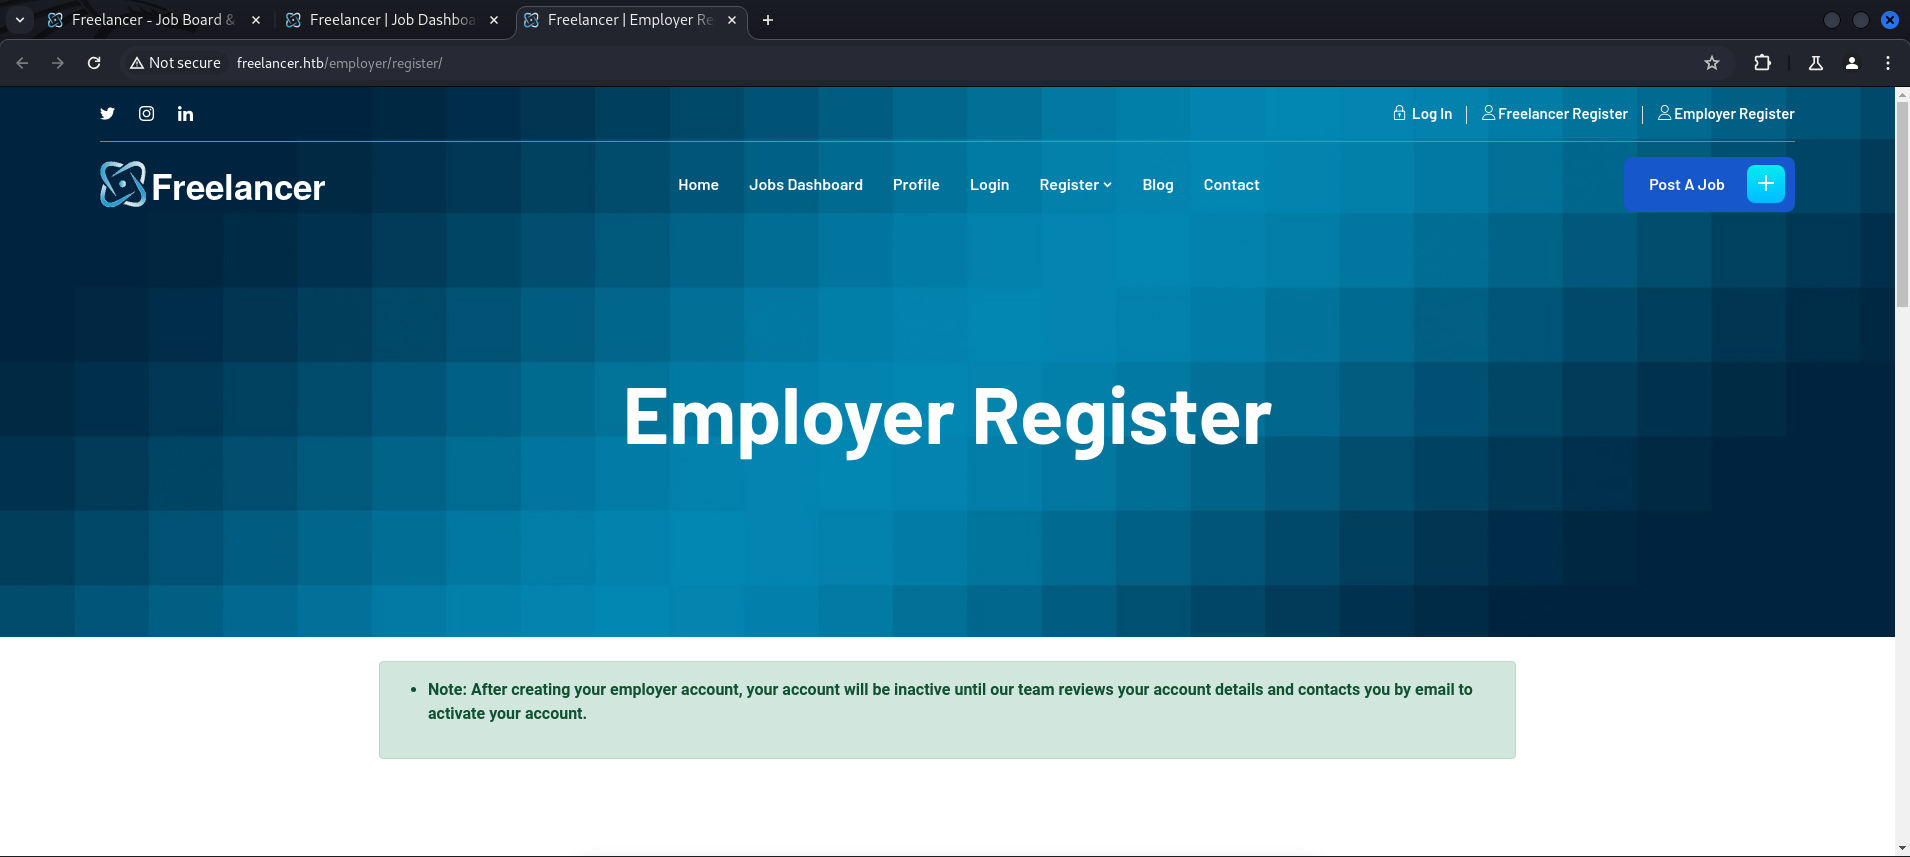 Freelancer - Job Board &
Freelancer | Job Dashboa
Freelancer | Employer Re
Not secure freelancer.htb/employer/register/
Log In Freelancer Register Employer Register
Freelancer Home Jobs Dashboard Profile Login Register Blog Contact Post A Job
Employer Register
Note: After creating your employer account, your account will be inactive until our team reviews your account details and contacts you by email to
activate your account.